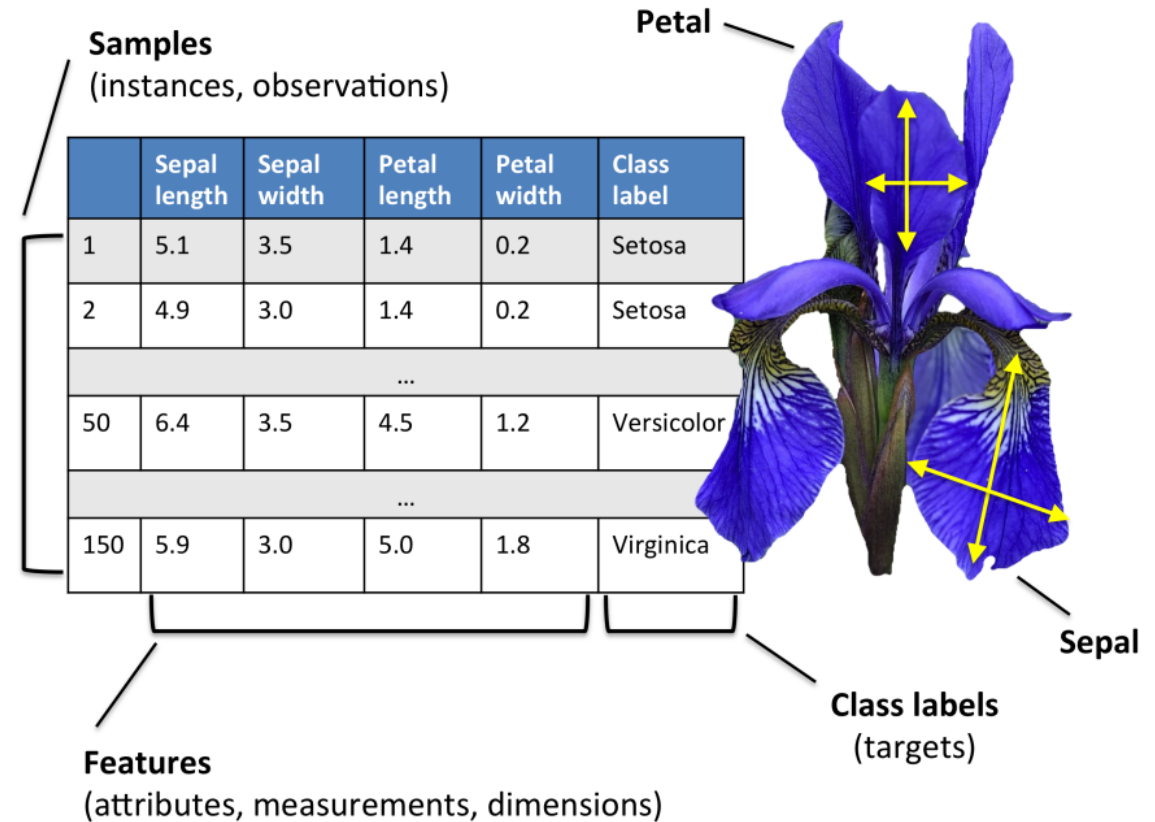 Samples
(instances, observations)
Petal
Sepal length Sepal width Petal length Petal width Class label
1 5.1 3.5 1.4 0.2 Setosa
2 4.9 3.0 1.4 0.2 Setosa
...
50 6.4 3.5 4.5 1.2 Versicolor
...
150 5.9 3.0 5.0 1.8 Virginica
Sepal
Class labels
(targets)
Features
(attributes, measurements, dimensions)